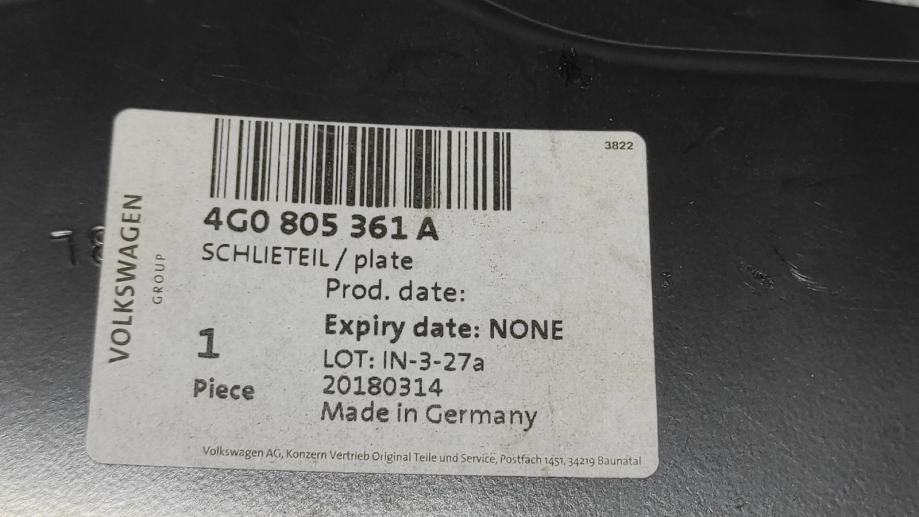 3822
4G0 805 361 A
SCHLIETEIL / plate
Prod. date:
Expiry date: NONE
LOT: IN-3-27a
20180314
Made in Germany
1
Piece
VOLKSWAGEN
GROUP
Volkswagen AG, Konzern Vertrieb Original Teile und Service, Postfach 1451, 34219 Baunatal